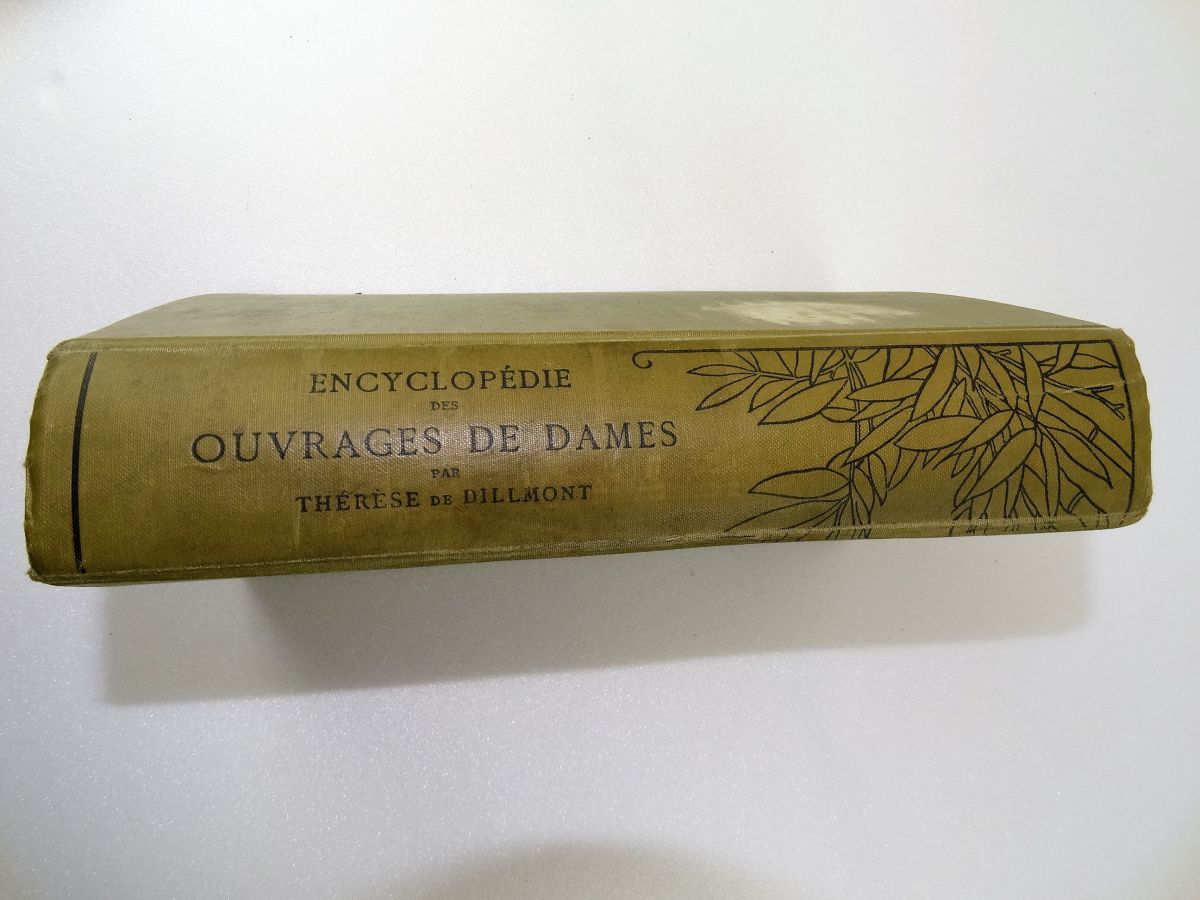 ENCYCLOPÉDIE
DES
OUVRAGES DE DAMES
PAR
THÉRÈSE DE DILLMONT